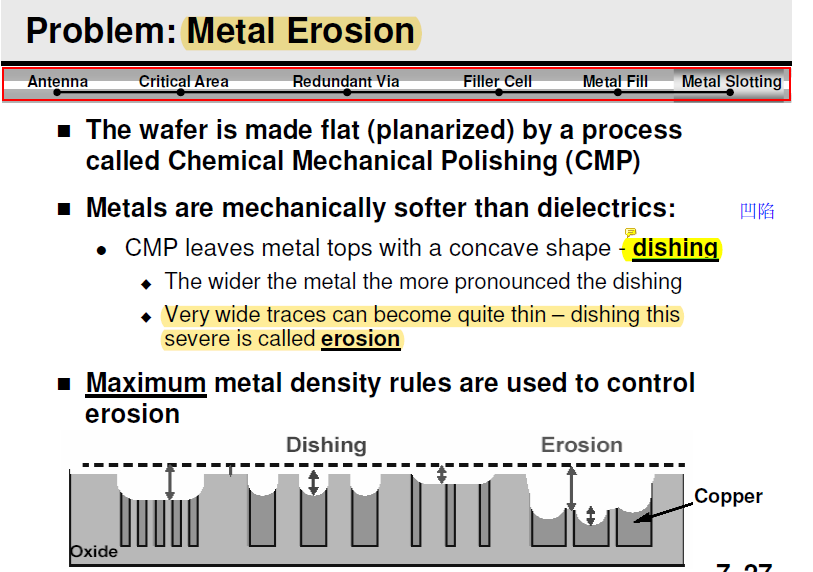 Problem: Metal Erosion
Antenna Critical Area Redundant Via Filler Cell Metal Fill Metal Slotting
The wafer is made flat (planarized) by a process
called Chemical Mechanical Polishing (CMP)
Metals are mechanically softer than dielectrics:
凹陷
CMP leaves metal tops with a concave shape - dishing
The wider the metal the more pronounced the dishing
Very wide traces can become quite thin – dishing this
severe is called erosion
Maximum metal density rules are used to control
erosion
Dishing Erosion
Copper
Oxide